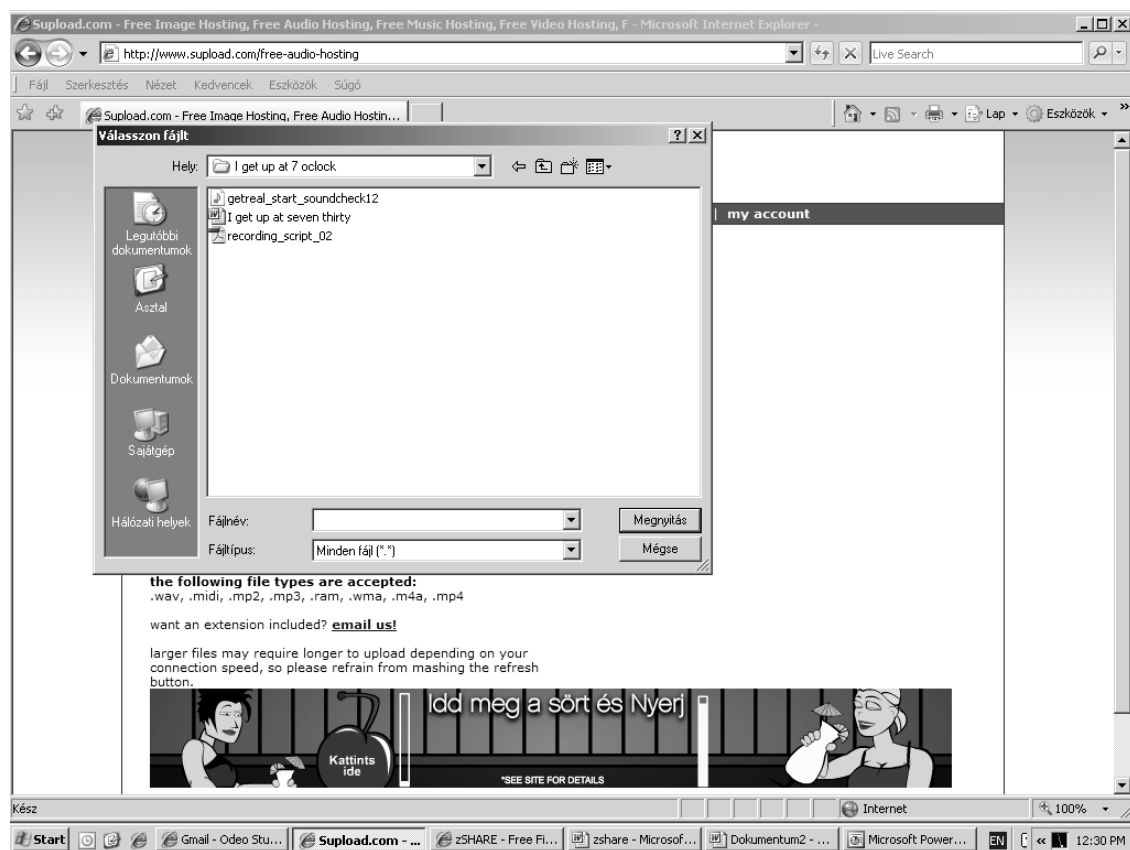 Supload.com - Free Image Hosting, Free Audio Hosting, Free Music Hosting, Free Video Hosting, F - Microsoft Internet Explorer -
http://www.supload.com/free-audio-hosting
Live Search
Fájl Szerkesztés Nézet Kedvencek Eszközök Súgó
Supload.com - Free Image Hosting, Free Audio Hostin...
Lap
Eszközök
»
Válasszon fájlt
Hely: I get up at 7 oclock
getreal_start_soundcheck12
I get up at seven thirty
recording_script_02
Legutóbbi
dokumentumok
Asztal
Dokumentumok
Sajátgép
Hálózati helyek
Fájlnév:
Megnyitás
Fájltípus: Minden fájl (*.*)
Mégse
| my account
the following file types are accepted:
.wav, .midi, .mp2, .mp3, .ram, .wma, .m4a, .mp4
want an extension included? email us!
larger files may require longer to upload depending on your
connection speed, so please refrain from mashing the refresh
button.
Idd meg a sört és Nyerj
Kattints
ide
*SEE SITE FOR DETAILS
Kész
Internet
100%
Start
Gmail - Odeo Stu...
Supload.com - ...
zSHARE - Free Fi...
zshare - Microsof...
Dokumentum2 - ...
Microsoft Power...
EN
«
12:30 PM